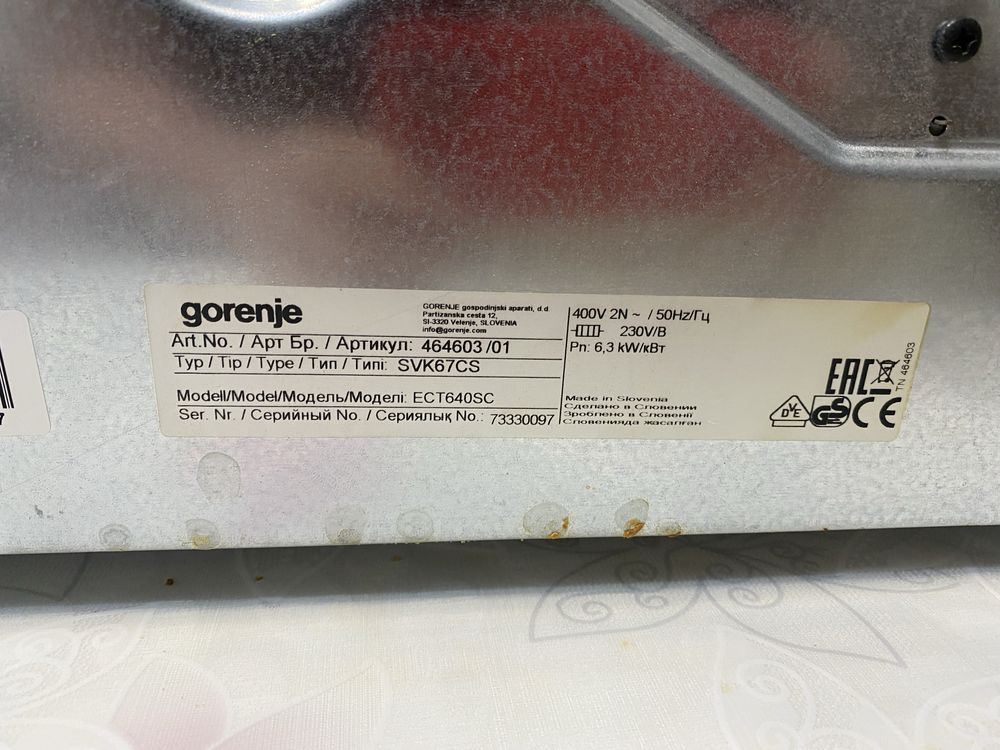 gorenje
GORENJE gospodinjski aparati, d.d.
Partizanska cesta 12,
SI-3320 Velenje, SLOVENIA
info@gorenje.com
Art.No. / Арт Бр. / Артикул: 464603 /01
Typ / Tip / Type / Тип / Типі: SVK67CS
Modell/Model/Модель/Моделі: ECT640SC
Ser. Nr. / Серийный No. / Сериялық No.: 73330097
400V 2N ~ / 50Hz/Гц
230V/В
Pn: 6,3 kW/кВт
Made in Slovenia
Сделано в Словении
Зроблено в Словенії
Словенияда жасалған
EAC
VDE
GS
CE
TN 464603
7